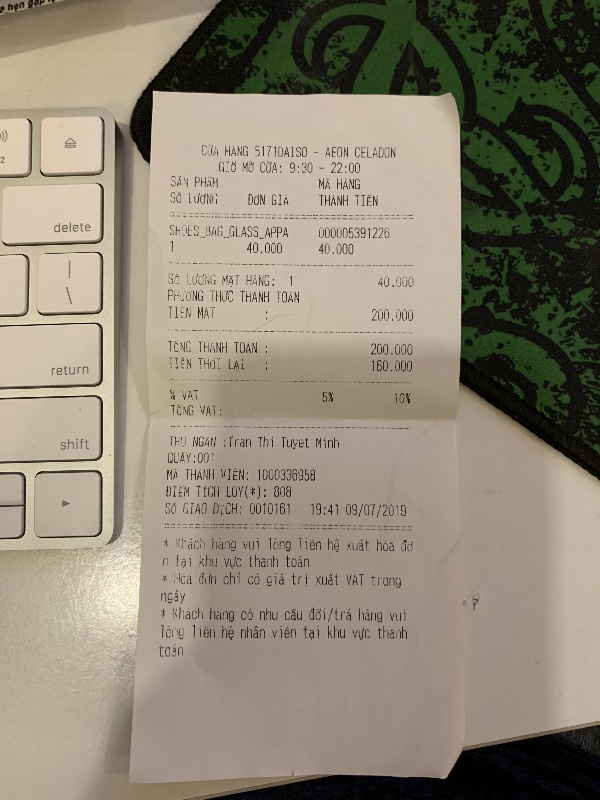 delete
return
shift
CỬA HÀNG 51710AISO - AEON CELADON
GIỜ MỞ CỬA: 9:30 - 22:00
SẢN PHẨM MÃ HÀNG
SỐ LƯỢNG ĐƠN GIÁ THÀNH TIỀN
SHOES_BAG_GLASS_APPA 000005391226
1 40.000 40.000
SỐ LƯỢNG MẶT HÀNG: 1 40.000
PHƯƠNG THỨC THANH TOÁN
TIỀN MẶT : 200.000
TỔNG THANH TOÁN : 200.000
TIỀN THỐI LẠI : 160.000
% VAT 5% 10%
TỔNG VAT:
THU NGÂN :Tran Thi Tuyet Minh
QUẦY:001
MÃ THÀNH VIÊN: 1000336958
ĐIỂM TÍCH LŨY(*): 808
SỐ GIAO DỊCH: 0010161 19:41 09/07/2019
* Khách hàng vui lòng liên hệ xuất hóa đơ
n tại khu vực thanh toán
* Hóa đơn chỉ có giá trị xuất VAT trong
ngày
* Khách hàng có nhu cầu đổi/trả hàng vui
lòng liên hệ nhân viên tại khu vực thanh
toán